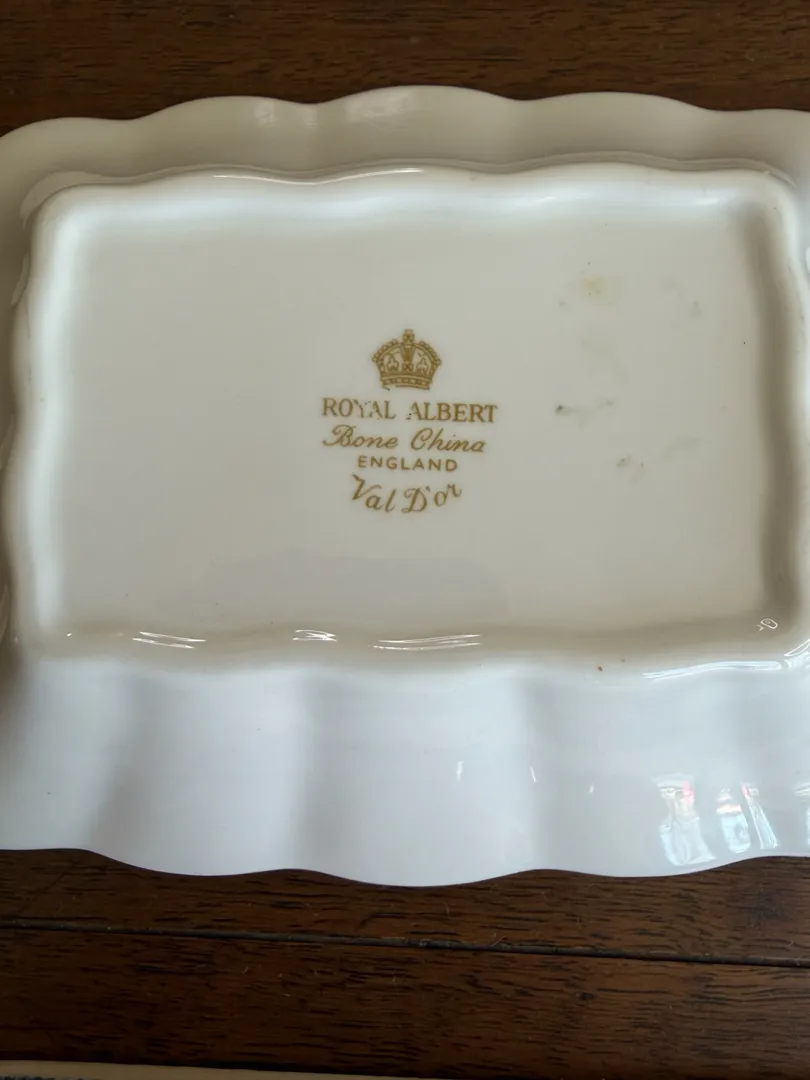 ROYAL ALBERT
Bone China
ENGLAND
Val D'or